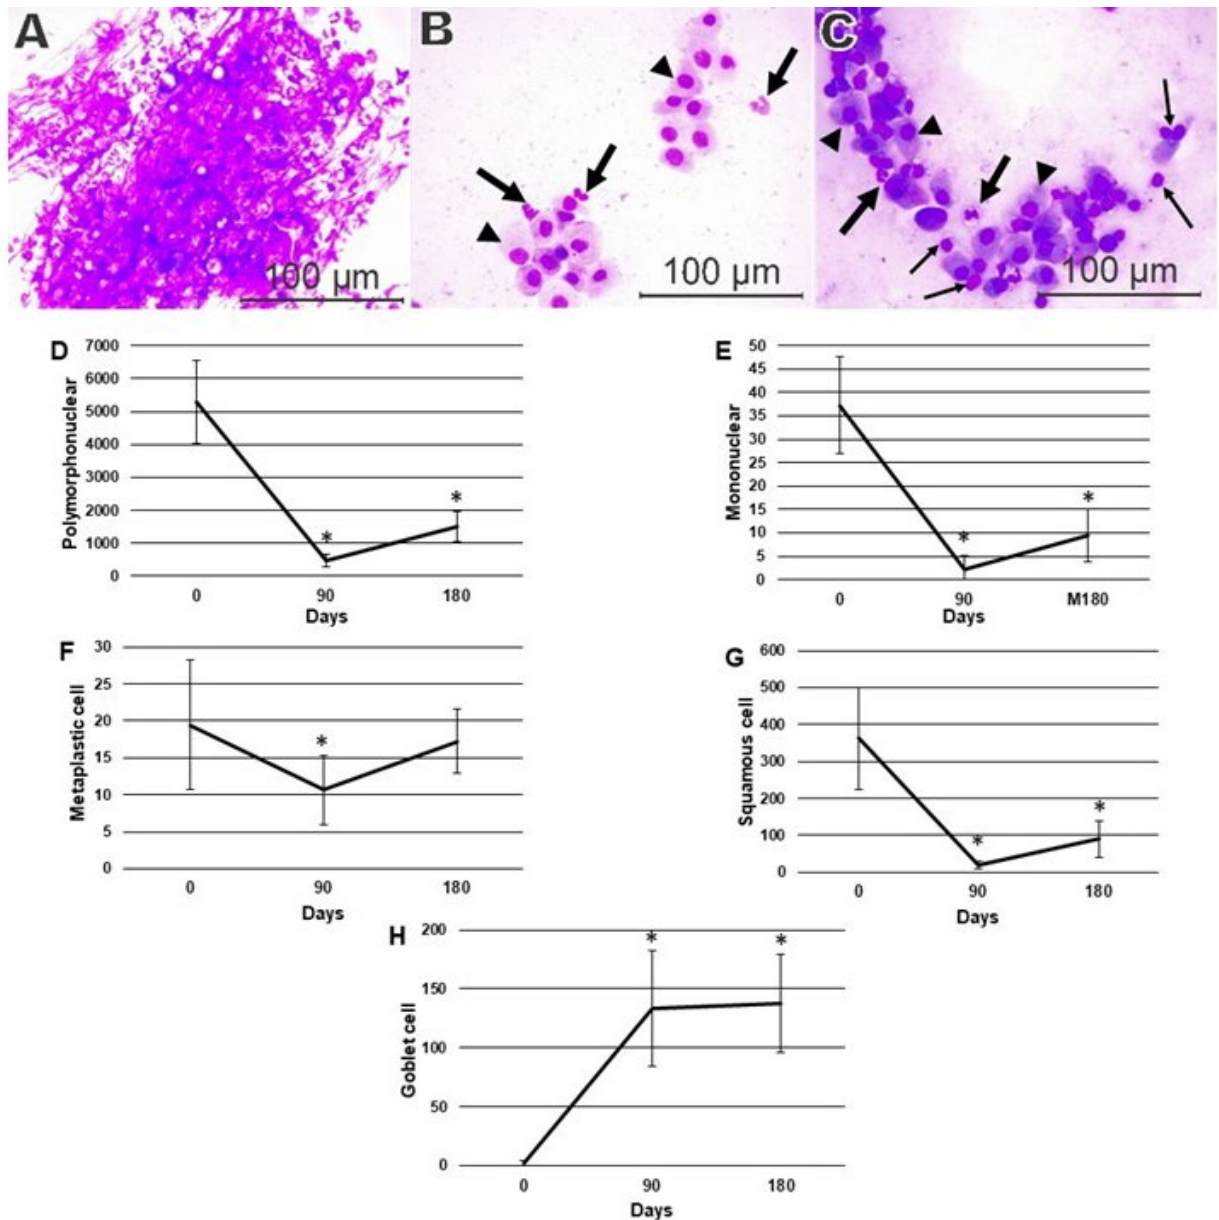 A
B
C
100 µm
100 µm
100 µm
D
Polymorphonuclear
7000
6000
5000
4000
3000
2000
1000
0
*
*
0 90 180
Days
E
Mononuclear
50
45
40
35
30
25
20
15
10
5
0
*
*
0 90 M180
Days
F
Metaplastic cell
30
25
20
15
10
5
0
*
0 90 180
Days
G
Squamous cell
600
500
400
300
200
100
0
*
*
0 90 180
Days
H
Goblet cell
200
150
100
50
0
* *
0 90 180
Days